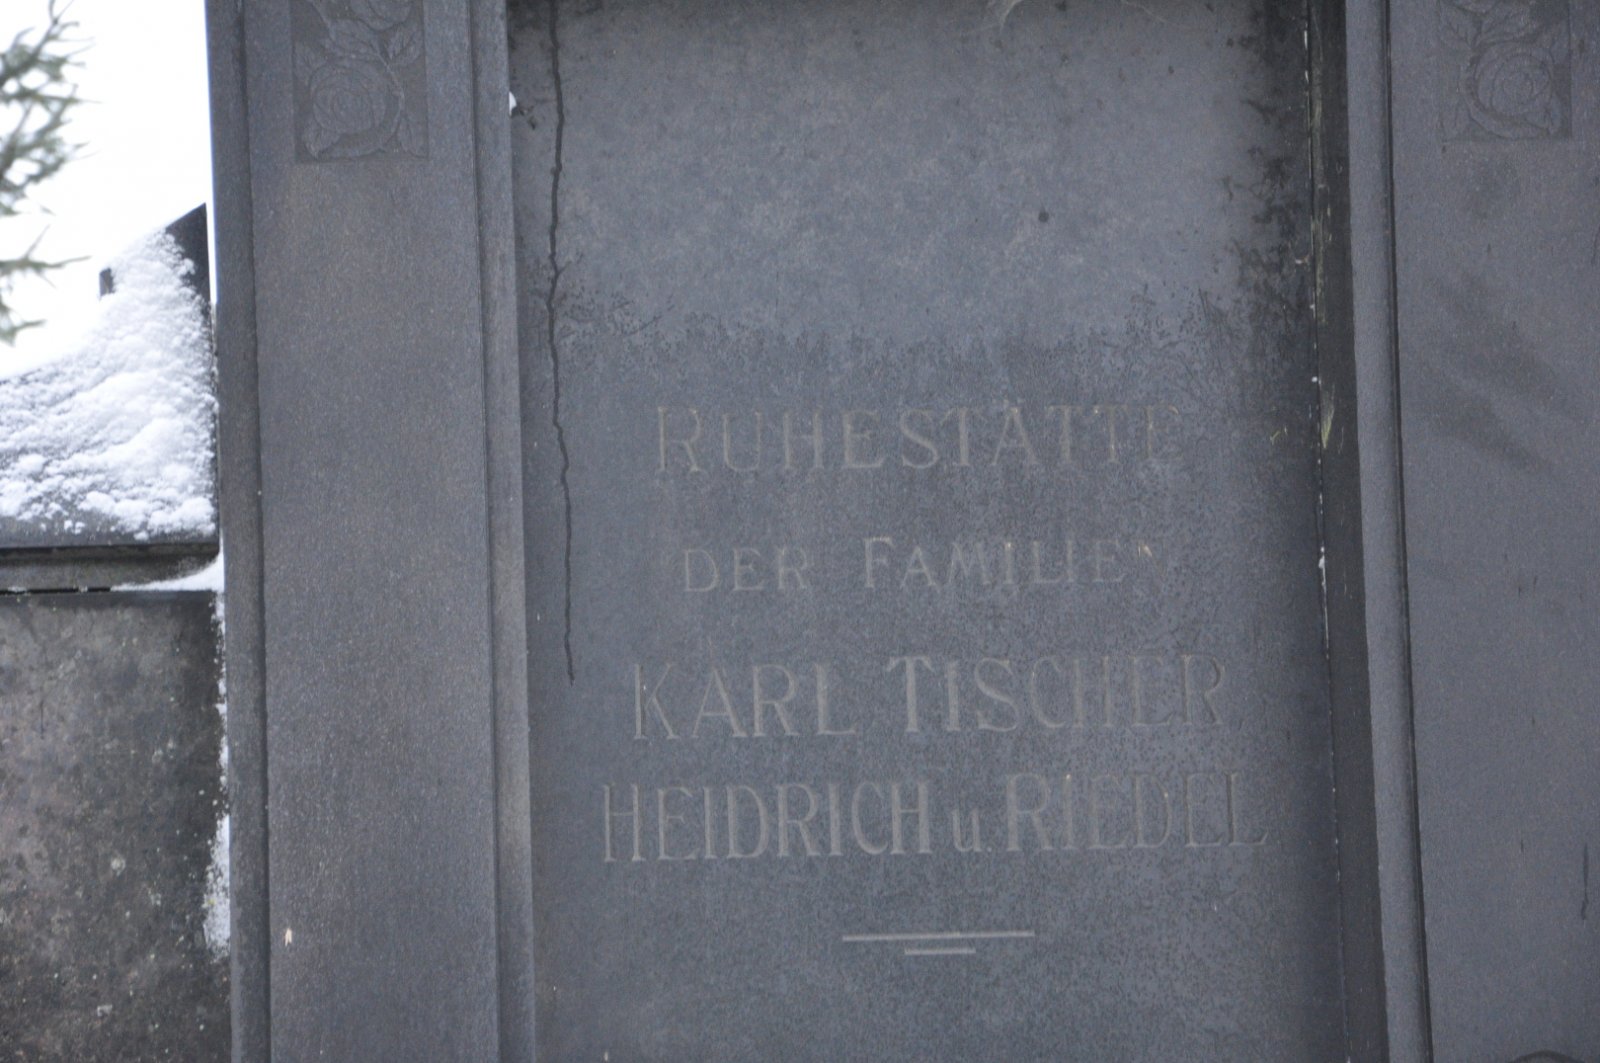 RUHESTÄTTE
DER FAMILIEN
KARL TISCHER
HEIDRICH u RIEDEL